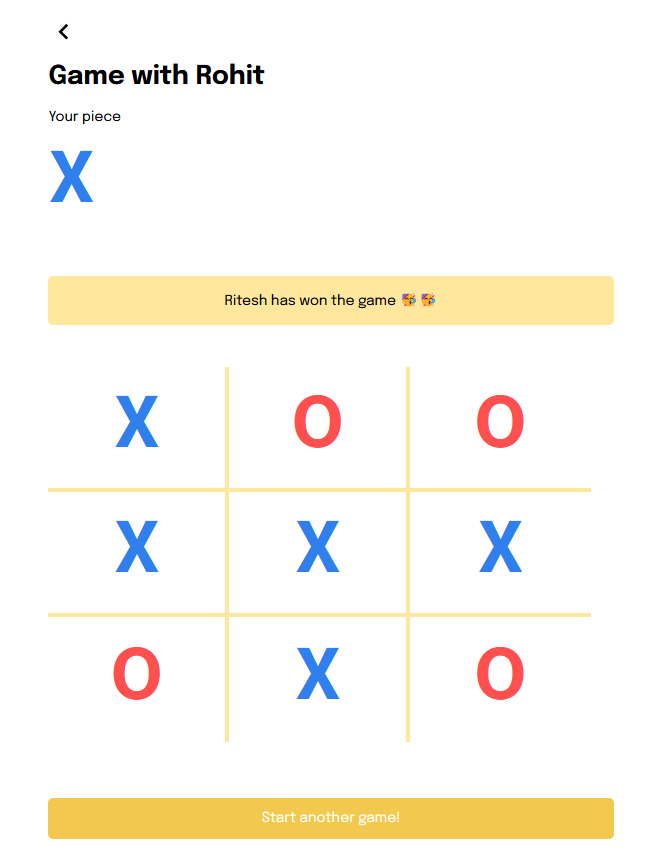 Game with Rohit
Your piece
X
Ritesh has won the game 🥳 🥳
X O O
X X X
O X O
Start another game!